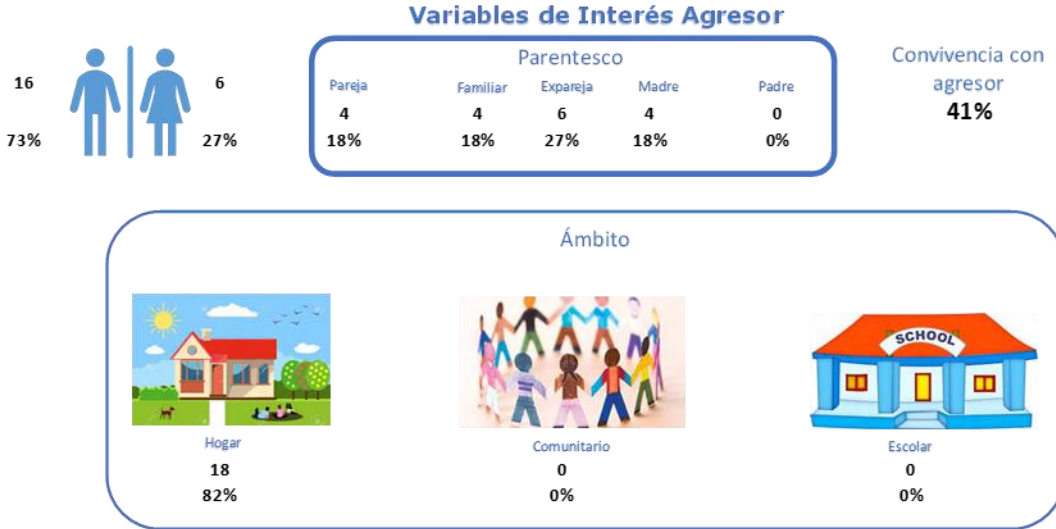 Variables de Interés Agresor
16
6
73%
27%
Parentesco
Pareja Familiar Expareja Madre Padre
4 4 6 4 0
18% 18% 27% 18% 0%
Convivencia con
agresor
41%
Ámbito
SCHOOL
Hogar Comunitario Escolar
18 0 0
82% 0% 0%